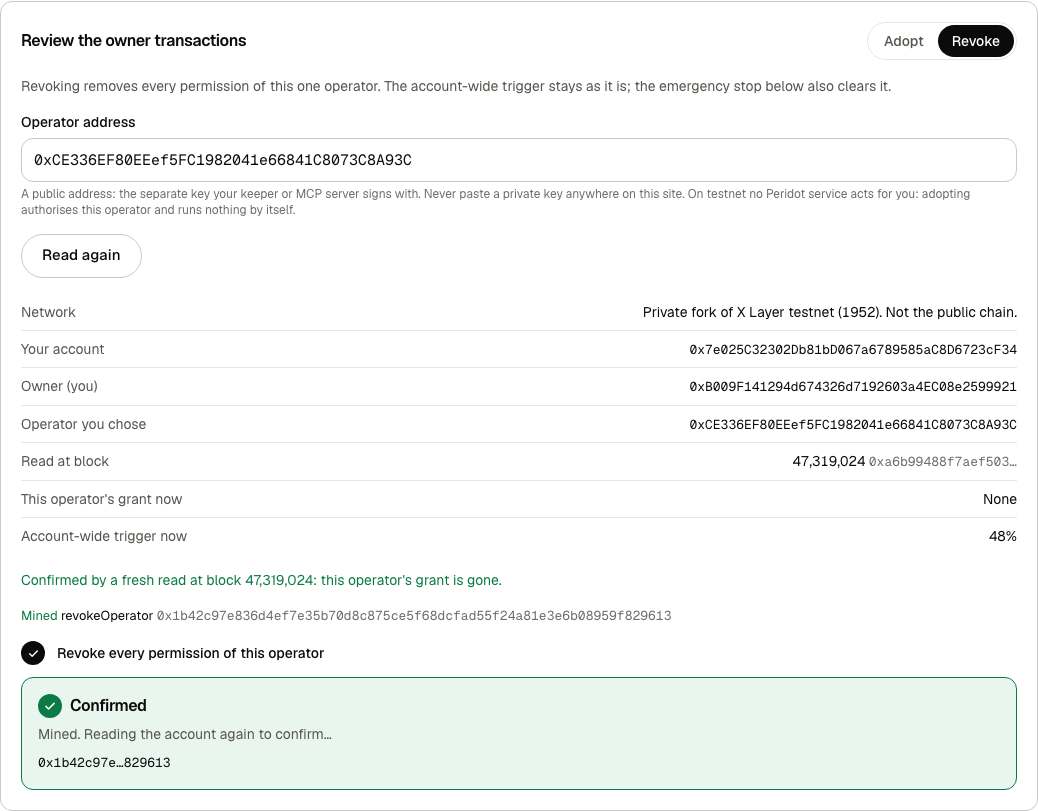 Review the owner transactions
Adopt
Revoke
Revoking removes every permission of this one operator. The account-wide trigger stays as it is; the emergency stop below also clears it.
Operator address
0xCE336EF80EEef5FC1982041e66841C8073C8A93C
A public address: the separate key your keeper or MCP server signs with. Never paste a private key anywhere on this site. On testnet no Peridot service acts for you: adopting
authorises this operator and runs nothing by itself.
Read again
Network Private fork of X Layer testnet (1952). Not the public chain.
Your account 0x7e025C32302Db81bD067a6789585aC8D6723cF34
Owner (you) 0xB009F141294d674326d7192603a4EC08e2599921
Operator you chose 0xCE336EF80EEef5FC1982041e66841C8073C8A93C
Read at block 47,319,024 0xa6b99488f7aef503…
This operator's grant now None
Account-wide trigger now 48%
Confirmed by a fresh read at block 47,319,024: this operator's grant is gone.
Mined revokeOperator 0x1b42c97e836d4ef7e35b70d8c875ce5f68dcfad55f24a81e3e6b08959f829613
Revoke every permission of this operator
Confirmed
Mined. Reading the account again to confirm…
0x1b42c97e…829613